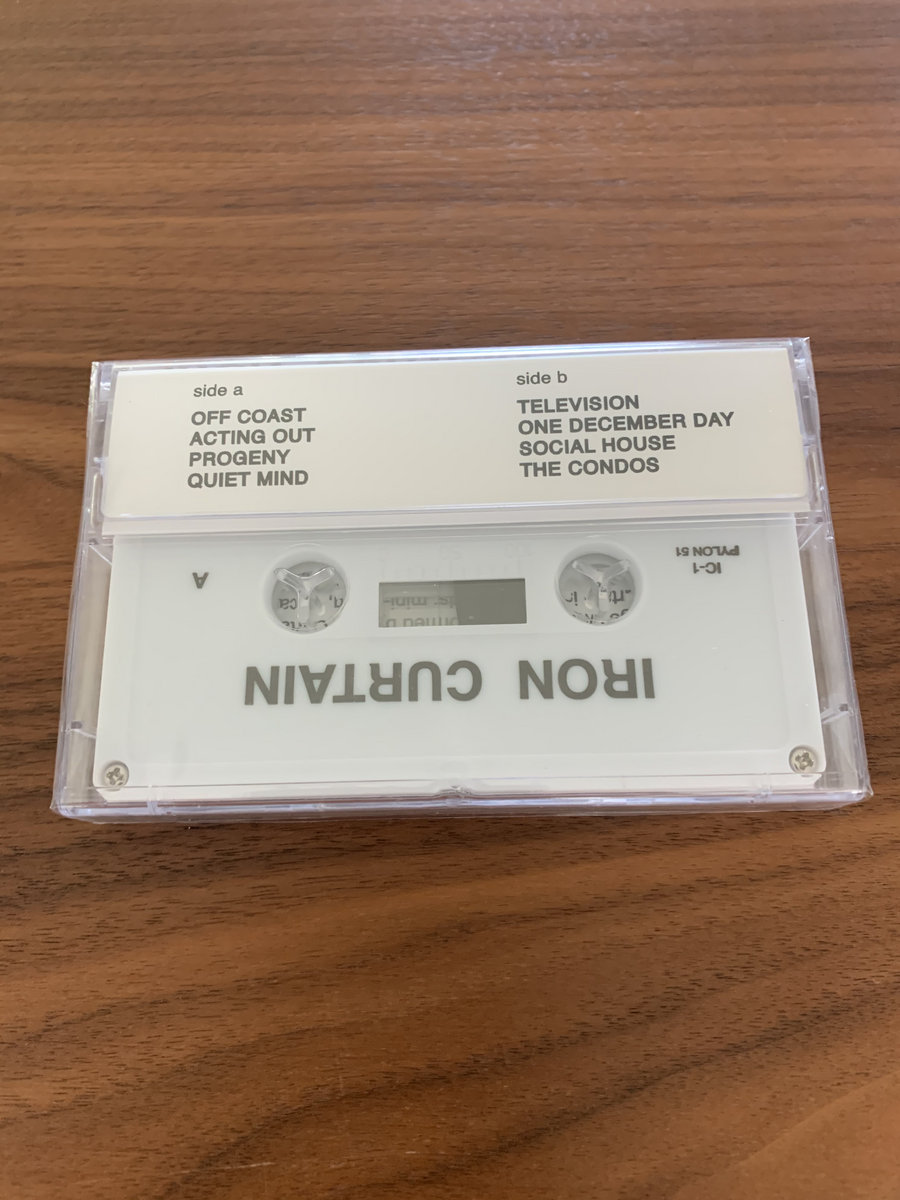 side a
OFF COAST
ACTING OUT
PROGENY
QUIET MIND
side b
TELEVISION
ONE DECEMBER DAY
SOCIAL HOUSE
THE CONDOS
IC-1
PYLON 51
A
IRON CURTAIN